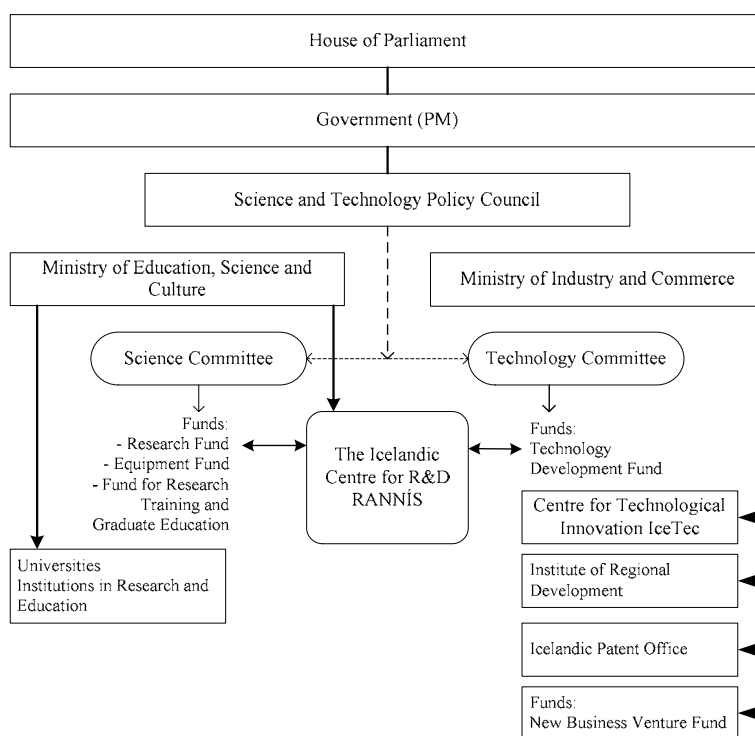 House of Parliament
Government (PM)
Science and Technology Policy Council
Ministry of Education, Science and
Culture
Ministry of Industry and Commerce
Science Committee
Technology Committee
Funds:
- Research Fund
- Equipment Fund
- Fund for Research
Training and
Graduate Education
The Icelandic
Centre for R&D
RANNÍS
Funds:
Technology
Development Fund
Centre for Technological
Innovation IceTec
Universities
Institutions in Research and
Education
Institute of Regional
Development
Icelandic Patent Office
Funds:
New Business Venture Fund